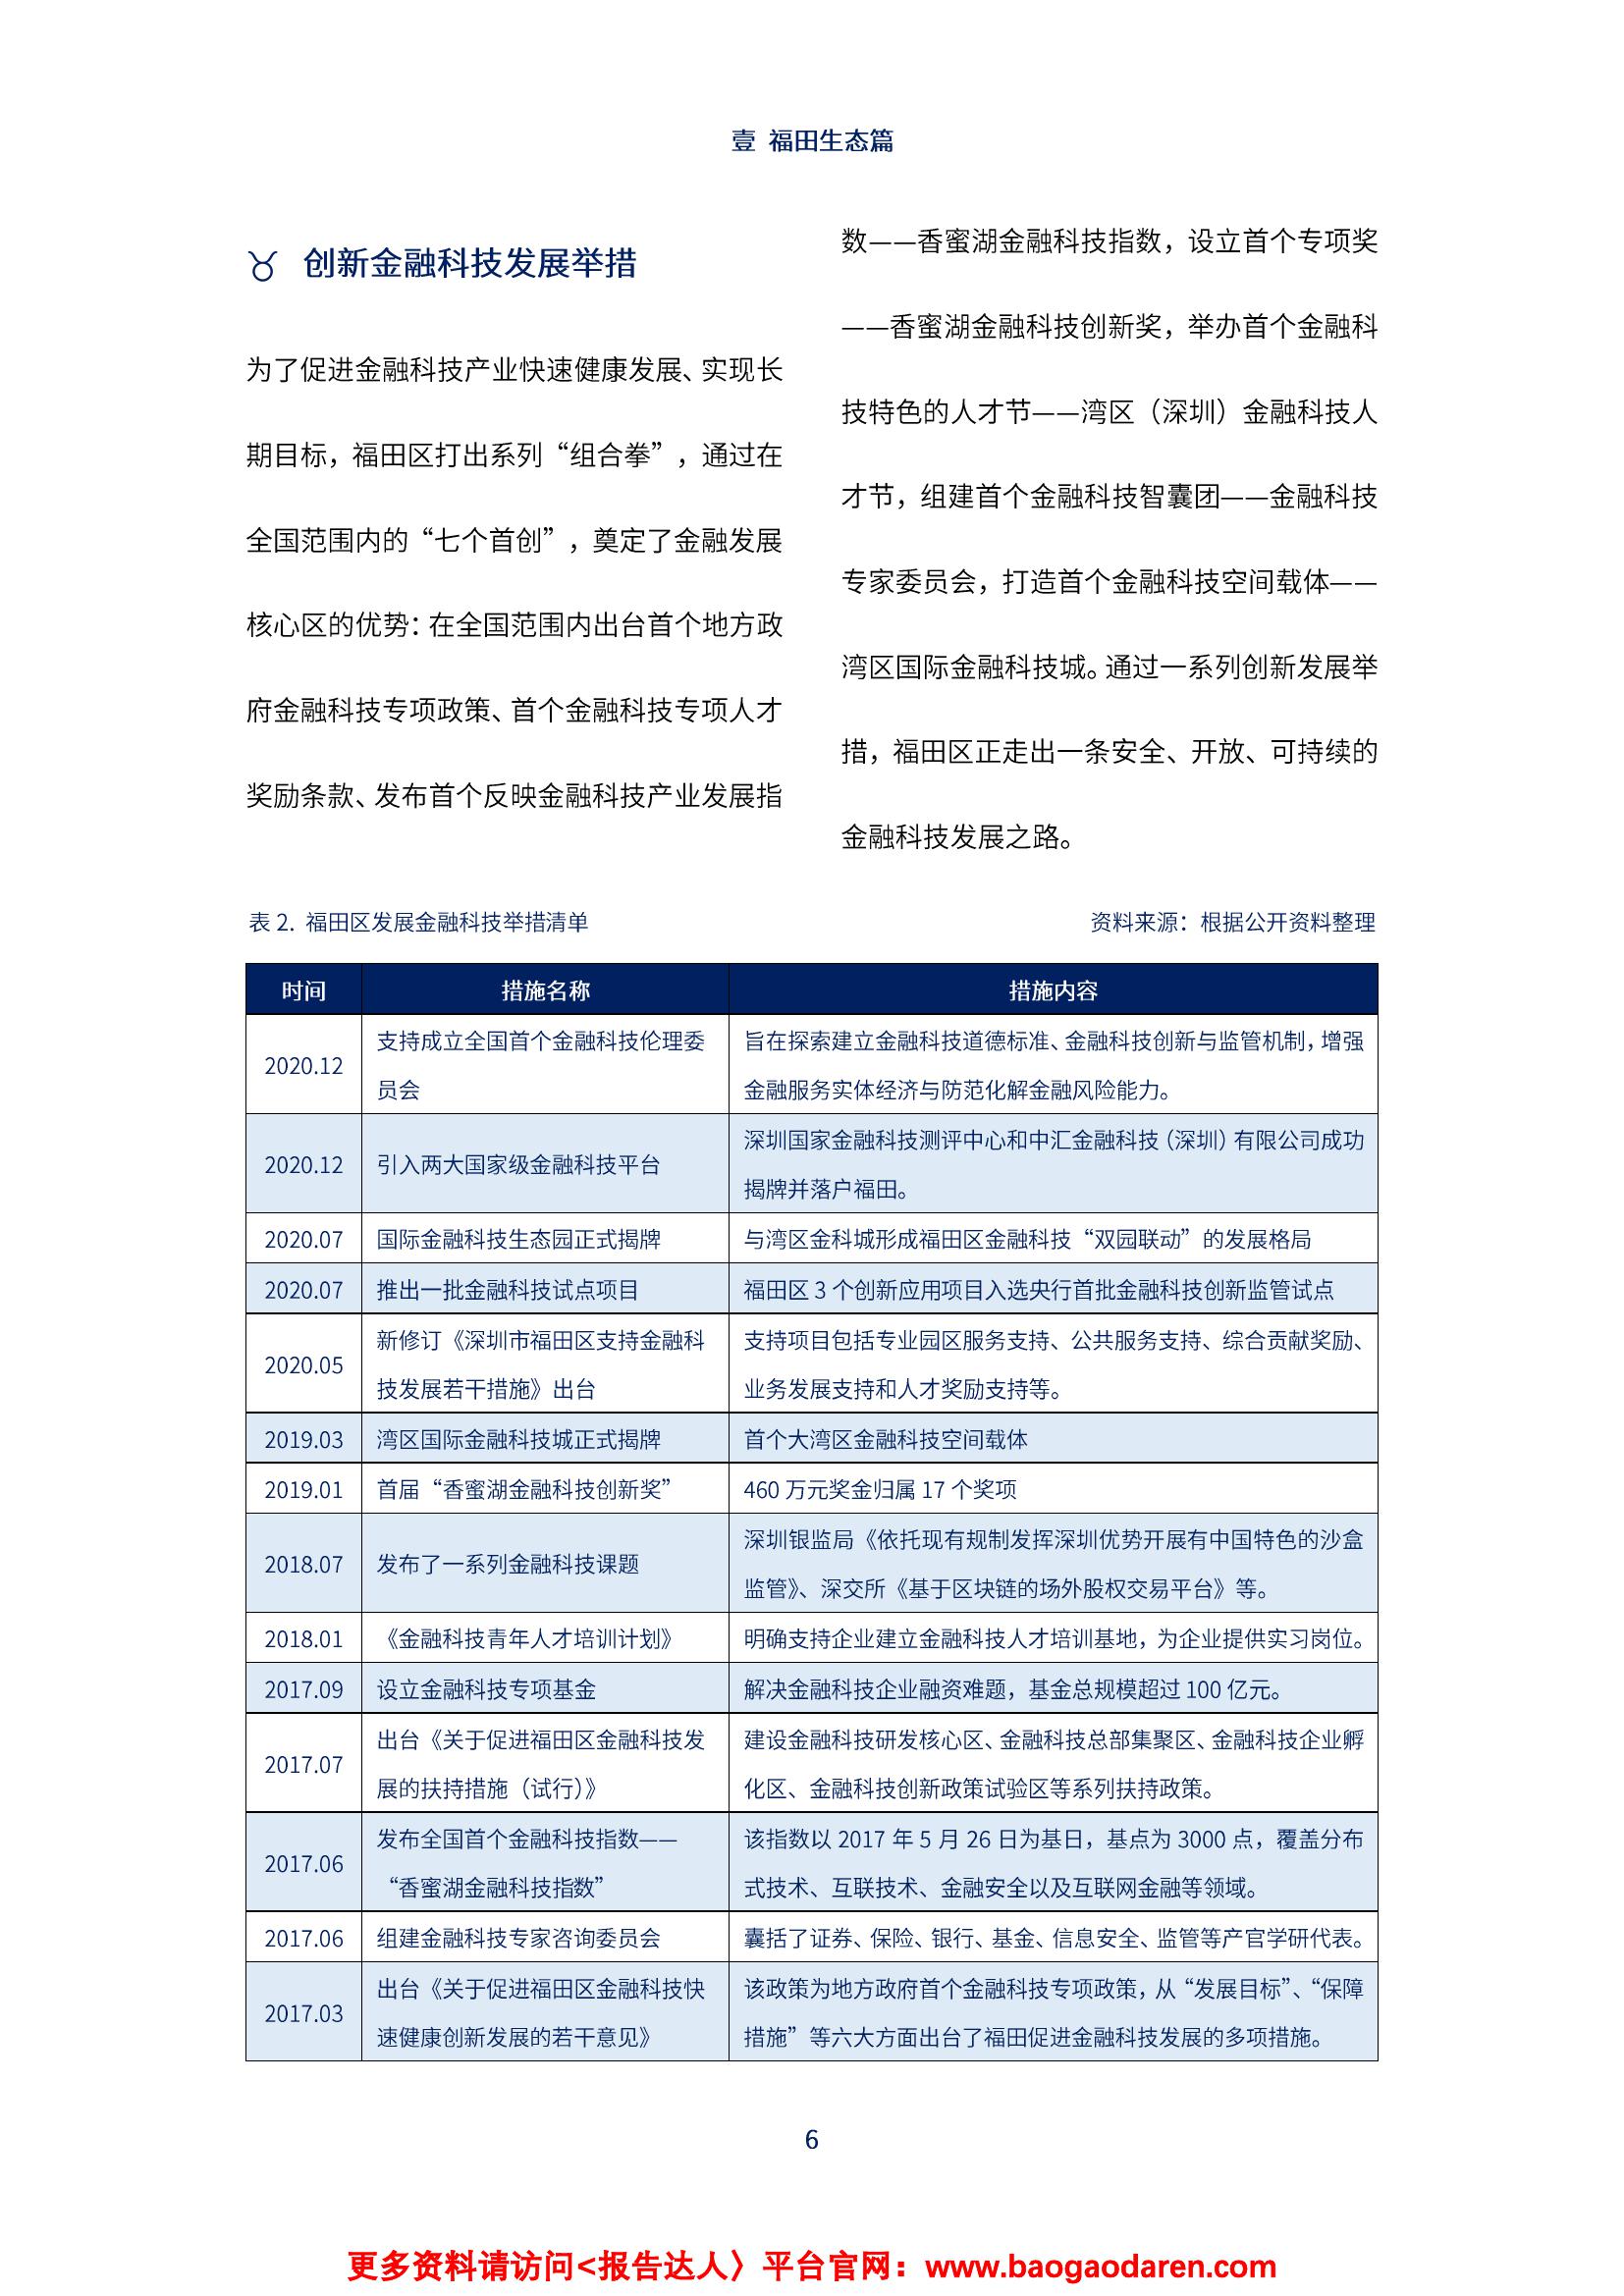 壹 福田生态篇
♉ 创新金融科技发展举措
为了促进金融科技产业快速健康发展、实现长
期目标，福田区打出系列“组合拳”，通过在
全国范围内的“七个首创”，奠定了金融发展
核心区的优势：在全国范围内出台首个地方政
府金融科技专项政策、首个金融科技专项人才
奖励条款、发布首个反映金融科技产业发展指
数——香蜜湖金融科技指数，设立首个专项奖
——香蜜湖金融科技创新奖，举办首个金融科
技特色的人才节——湾区（深圳）金融科技人
才节，组建首个金融科技智囊团——金融科技
专家委员会，打造首个金融科技空间载体——
湾区国际金融科技城。通过一系列创新发展举
措，福田区正走出一条安全、开放、可持续的
金融科技发展之路。
表 2. 福田区发展金融科技举措清单 资料来源：根据公开资料整理
时间 措施名称 措施内容
2020.12 支持成立全国首个金融科技伦理委
员会
旨在探索建立金融科技道德标准、金融科技创新与监管机制，增强
金融服务实体经济与防范化解金融风险能力。
2020.12 引入两大国家级金融科技平台
深圳国家金融科技测评中心和中汇金融科技（深圳）有限公司成功
揭牌并落户福田。
2020.07 国际金融科技生态园正式揭牌 与湾区金科城形成福田区金融科技“双园联动”的发展格局
2020.07 推出一批金融科技试点项目 福田区 3 个创新应用项目入选央行首批金融科技创新监管试点
2020.05 新修订《深圳市福田区支持金融科
技发展若干措施》出台
支持项目包括专业园区服务支持、公共服务支持、综合贡献奖励、
业务发展支持和人才奖励支持等。
2019.03 湾区国际金融科技城正式揭牌 首个大湾区金融科技空间载体
2019.01 首届“香蜜湖金融科技创新奖” 460 万元奖金归属 17 个奖项
2018.07 发布了一系列金融科技课题
深圳银监局《依托现有规制发挥深圳优势开展有中国特色的沙盒
监管》、深交所《基于区块链的场外股权交易平台》等。
2018.01 《金融科技青年人才培训计划》 明确支持企业建立金融科技人才培训基地，为企业提供实习岗位。
2017.09 设立金融科技专项基金 解决金融科技企业融资难题，基金总规模超过 100 亿元。
2017.07 出台《关于促进福田区金融科技发
展的扶持措施（试行）》
建设金融科技研发核心区、金融科技总部集聚区、金融科技企业孵
化区、金融科技创新政策试验区等系列扶持政策。
2017.06 发布全国首个金融科技指数——
“香蜜湖金融科技指数”
该指数以 2017 年 5 月 26 日为基日，基点为 3000 点，覆盖分布
式技术、互联技术、金融安全以及互联网金融等领域。
2017.06 组建金融科技专家咨询委员会 囊括了证券、保险、银行、基金、信息安全、监管等产官学研代表。
2017.03 出台《关于促进福田区金融科技快
速健康创新发展的若干意见》
该政策为地方政府首个金融科技专项政策，从“发展目标”、“保障
措施”等六大方面出台了福田促进金融科技发展的多项措施。
6
更多资料请访问<报告达人〉平台官网：www.baogaodaren.com